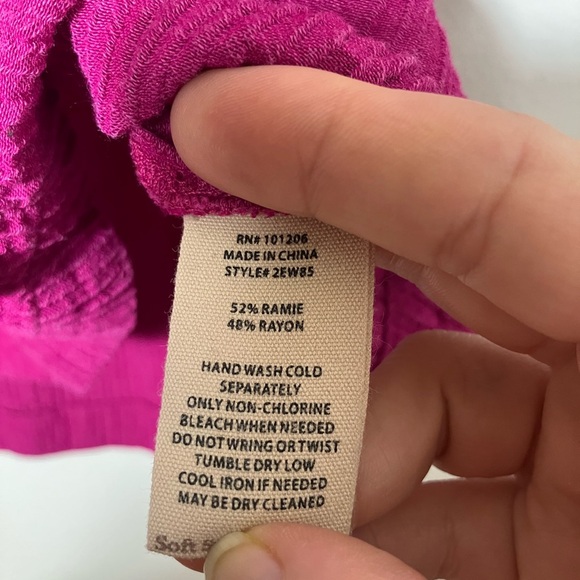 RN# 101206
MADE IN CHINA
STYLE# 2EW85
52% RAMIE
48% RAYON
HAND WASH COLD
SEPARATELY
ONLY NON-CHLORINE
BLEACH WHEN NEEDED
DO NOT WRING OR TWIST
TUMBLE DRY LOW
COOL IRON IF NEEDED
MAY BE DRY CLEANED
Soft